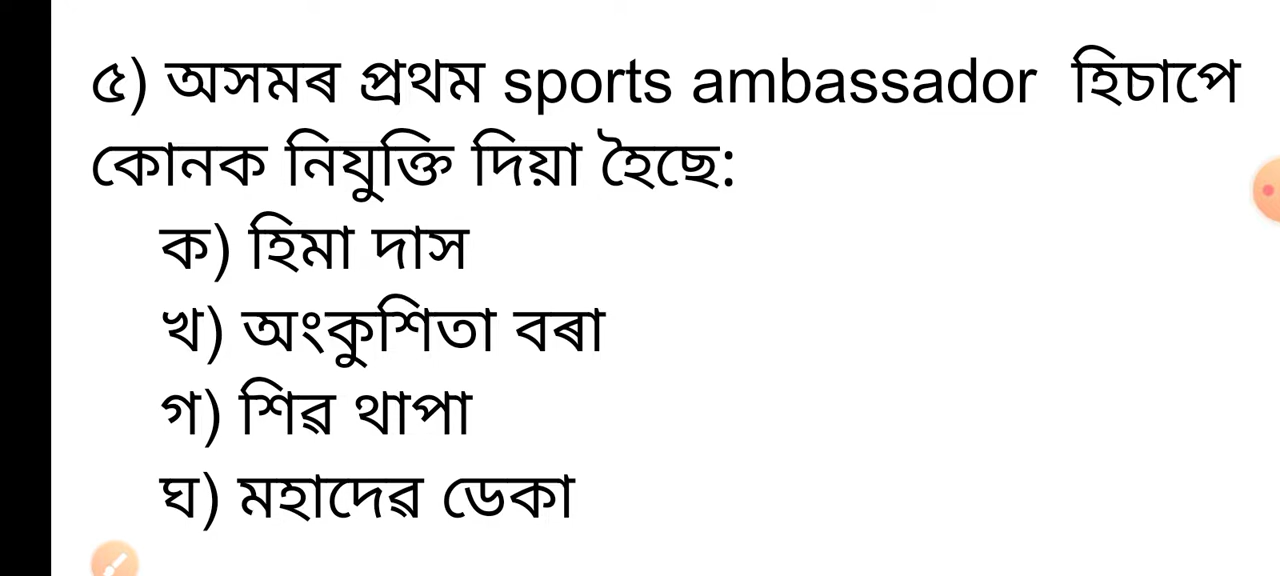 ৫) অসমৰ প্ৰথম sports ambassador হিচাপে
কোনক নিযুক্তি দিয়া হৈছে:
ক) হিমা দাস
খ) অংকুশিতা বৰা
গ) শিৱ থাপা
ঘ) মহাদেৱ ডেকা